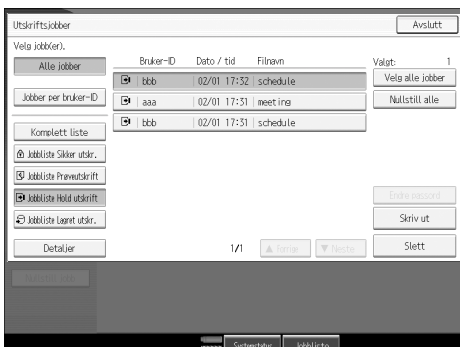 Utskriftsjobber
Avslutt
Velg jobb(er).
Alle jobber
Jobber per bruker-ID
Komplett liste
Jobbliste Sikker utskr.
Jobbliste Prøveutskrift
Jobbliste Hold utskrift
Jobbliste Lagret utskr.
Detaljer
Bruker-ID Dato / tid Filnavn
bbb 02/01 17:32 schedule
aaa 02/01 17:31 meeting
bbb 02/01 17:31 schedule
1/1
▲ Forrige
▼ Neste
Valgt: 1
Velg alle jobber
Nullstill alle
Endre passord
Skriv ut
Slett
Systemstatus
Jobbliste